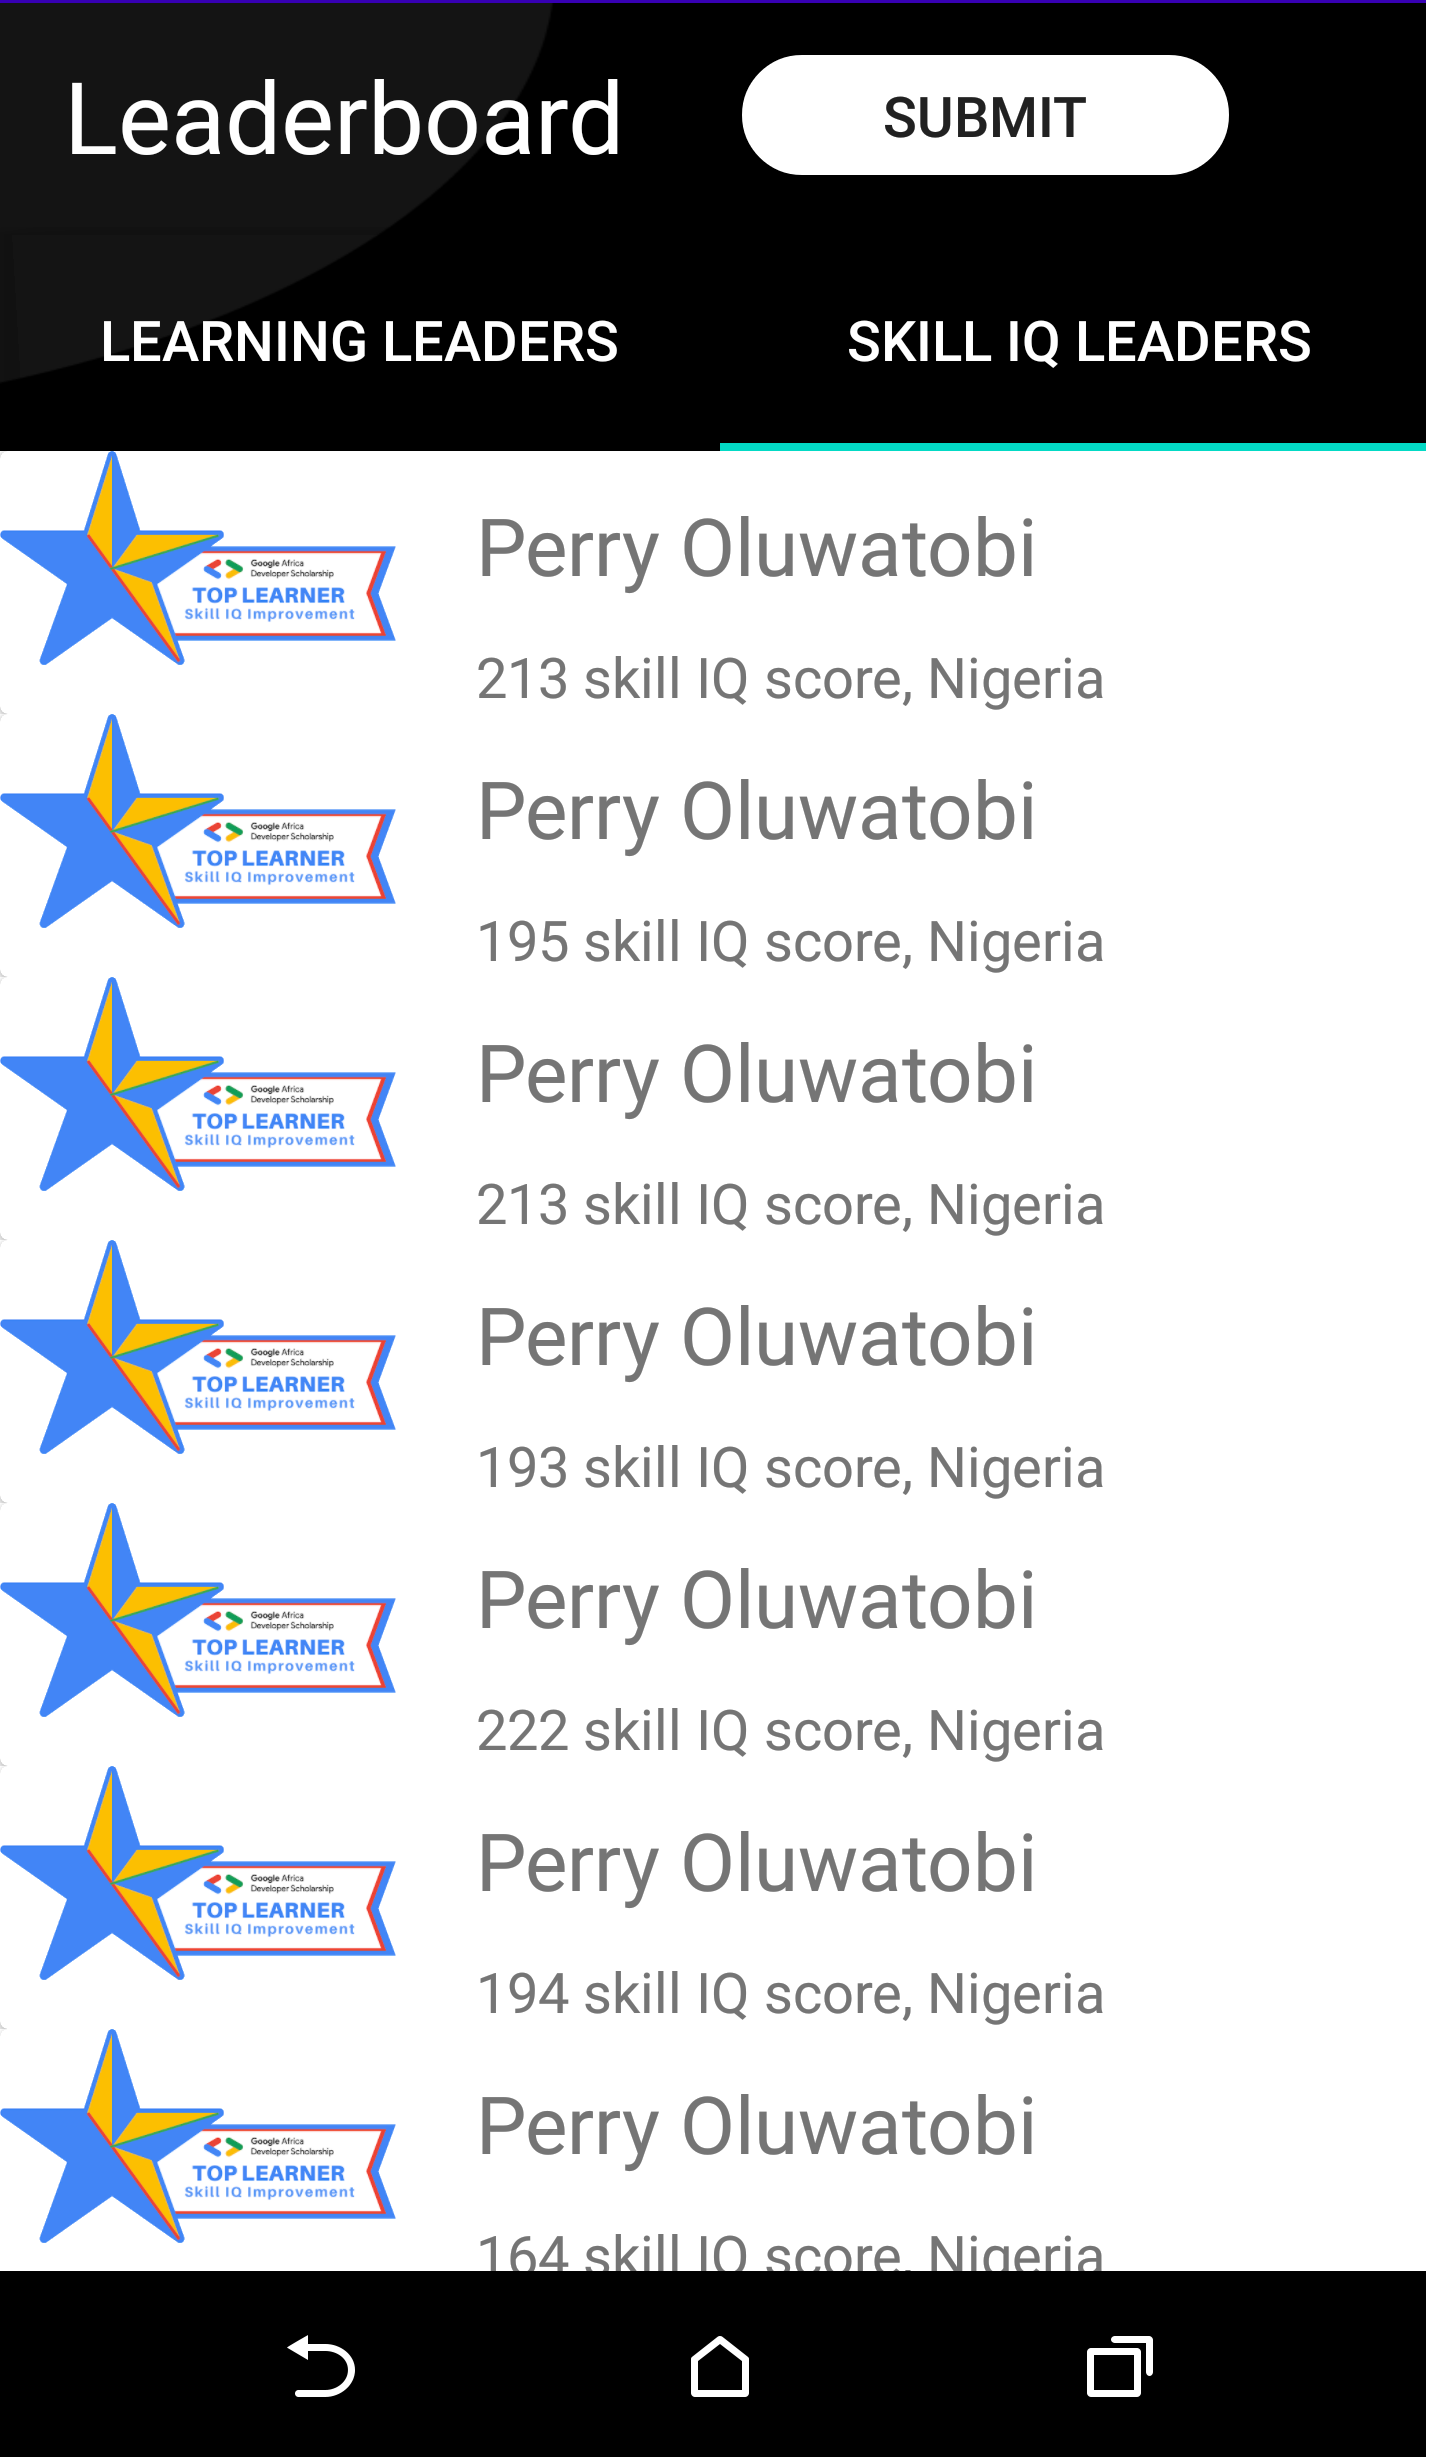 Leaderboard
SUBMIT
LEARNING LEADERS
SKILL IQ LEADERS
Google Africa
Developer Scholarship
TOP LEARNER
Skill IQ Improvement
Perry Oluwatobi
213 skill IQ score, Nigeria
Google Africa
Developer Scholarship
TOP LEARNER
Skill IQ Improvement
Perry Oluwatobi
195 skill IQ score, Nigeria
Google Africa
Developer Scholarship
TOP LEARNER
Skill IQ Improvement
Perry Oluwatobi
213 skill IQ score, Nigeria
Google Africa
Developer Scholarship
TOP LEARNER
Skill IQ Improvement
Perry Oluwatobi
193 skill IQ score, Nigeria
Google Africa
Developer Scholarship
TOP LEARNER
Skill IQ Improvement
Perry Oluwatobi
222 skill IQ score, Nigeria
Google Africa
Developer Scholarship
TOP LEARNER
Skill IQ Improvement
Perry Oluwatobi
194 skill IQ score, Nigeria
Google Africa
Developer Scholarship
TOP LEARNER
Skill IQ Improvement
Perry Oluwatobi
164 skill IQ score, Nigeria